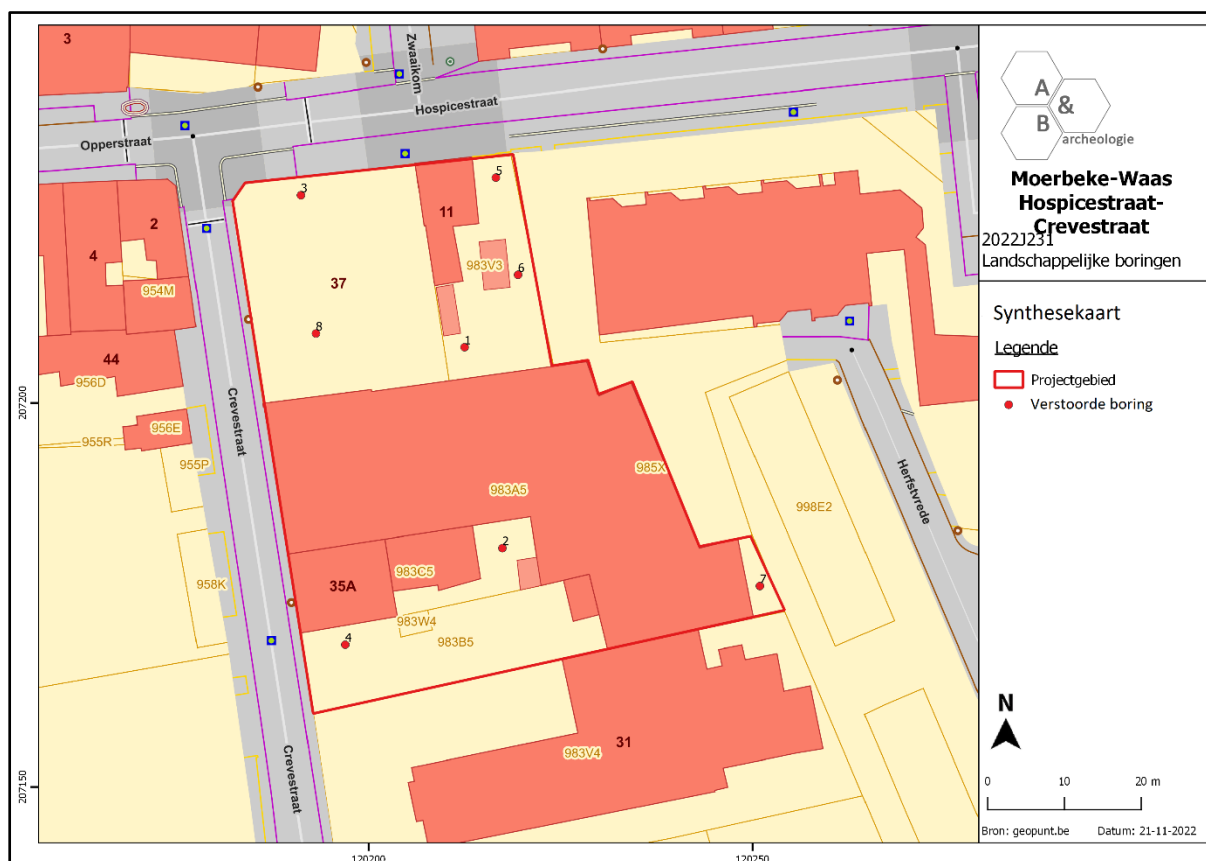 3
Zwaaikom
Hospicestraat
Opperstraat
3
5
11
2
4
983V3
6
954M
37
8
1
44
956D
Crevestraat
956E
955R
955P
985X
983A5
998E2
Herfstvrede
2
958K
983C5
35A
7
983W4
4
983B5
31
983V4
Crevestraat
207200
207150
120200
120250
A
&
B
archeologie
Moerbeke-Waas
Hospicestraat-
Crevestraat
2022J231
Landschappelijke boringen
Synthesekaart
Legende
Projectgebied
Verstoorde boring
N
0 10 20 m
Bron: geopunt.be Datum: 21-11-2022